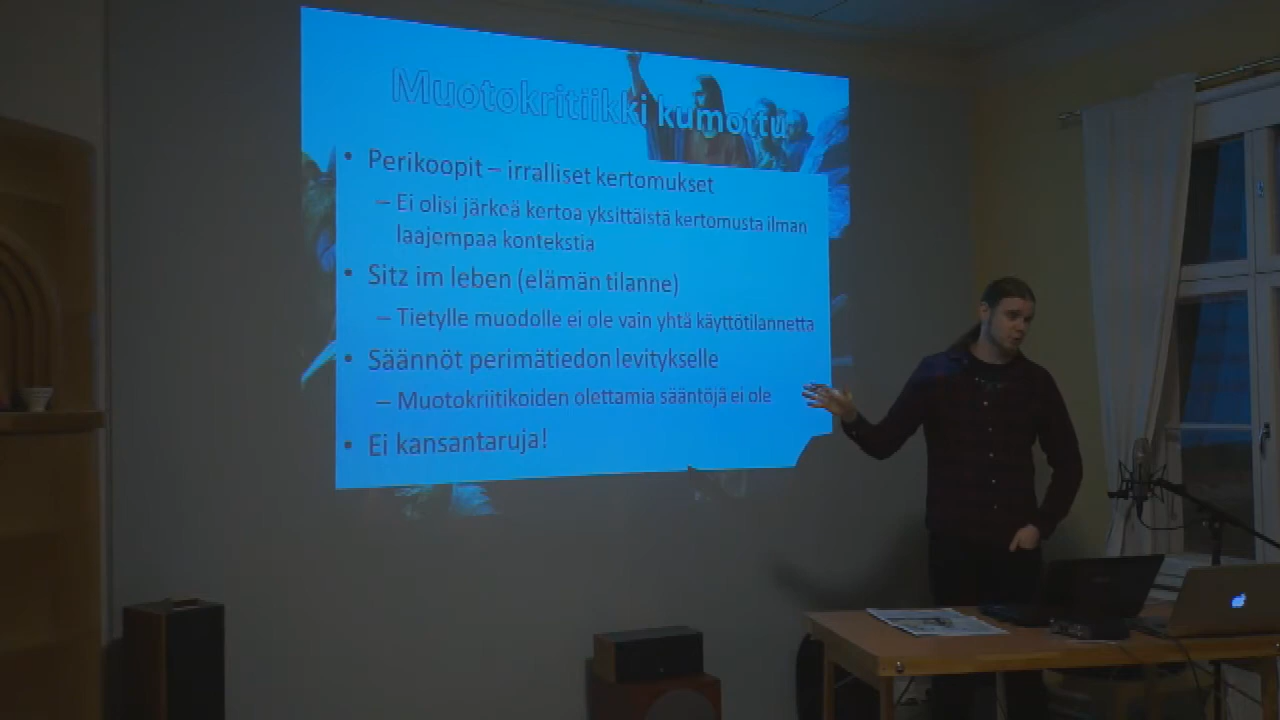 Muotokritiikki kumottu
• Perikoopit – irralliset kertomukset
– Ei olisi järkeä kertoa yksittäistä kertomusta ilman
laajempaa kontekstia
• Sitz im leben (elämän tilanne)
– Tietylle muodolle ei ole vain yhtä käyttötilannetta
• Säännöt perimätiedon levitykselle
– Muotokriitikoiden olettamia sääntöjä ei ole
• Ei kansantaruja!